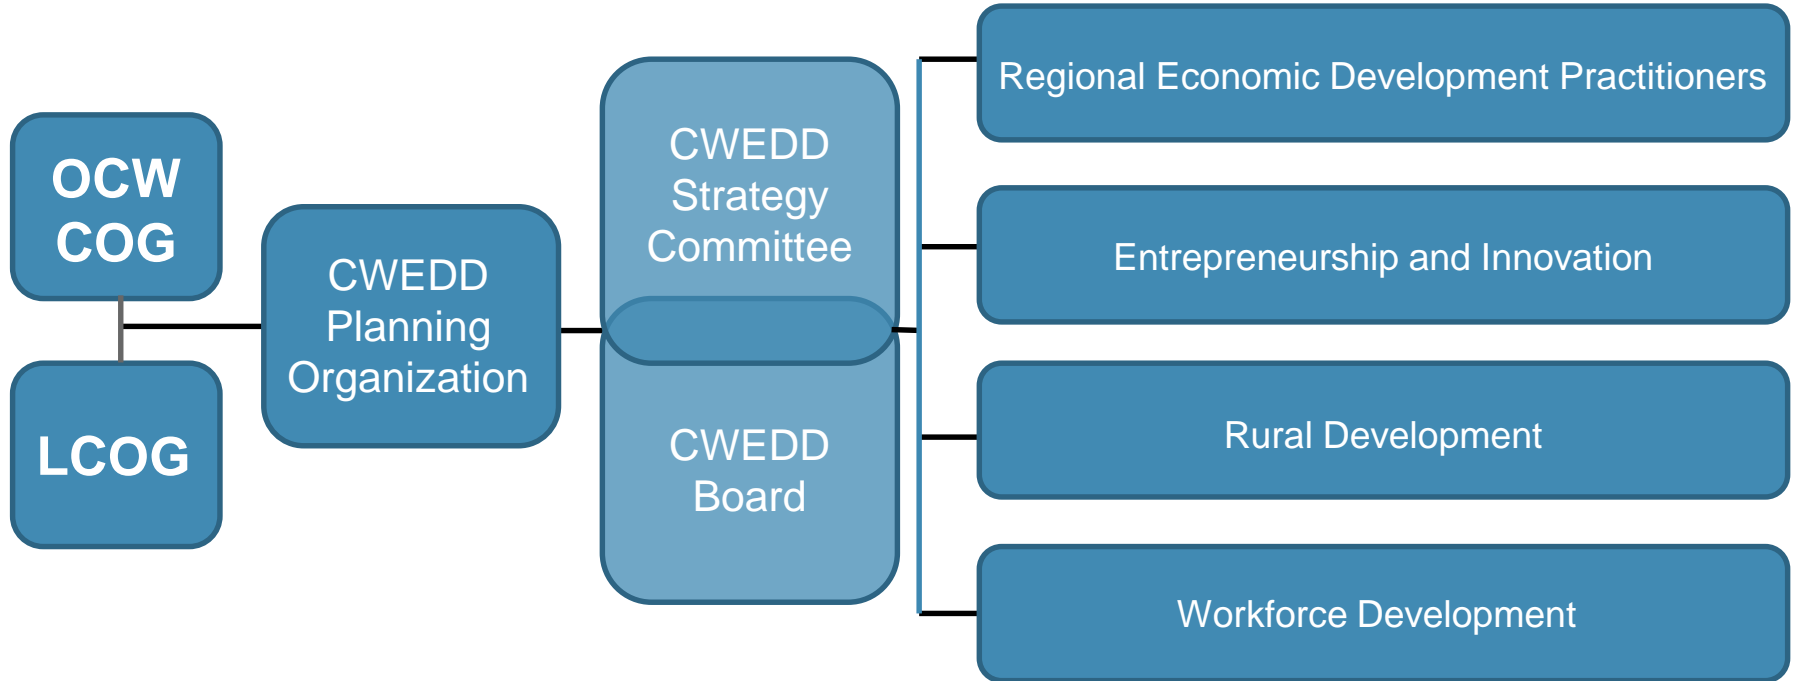 OCW
COG
LCOG
CWEDD
Planning
Organization
CWEDD
Strategy
Committee
CWEDD
Board
Regional Economic Development Practitioners
Entrepreneurship and Innovation
Rural Development
Workforce Development